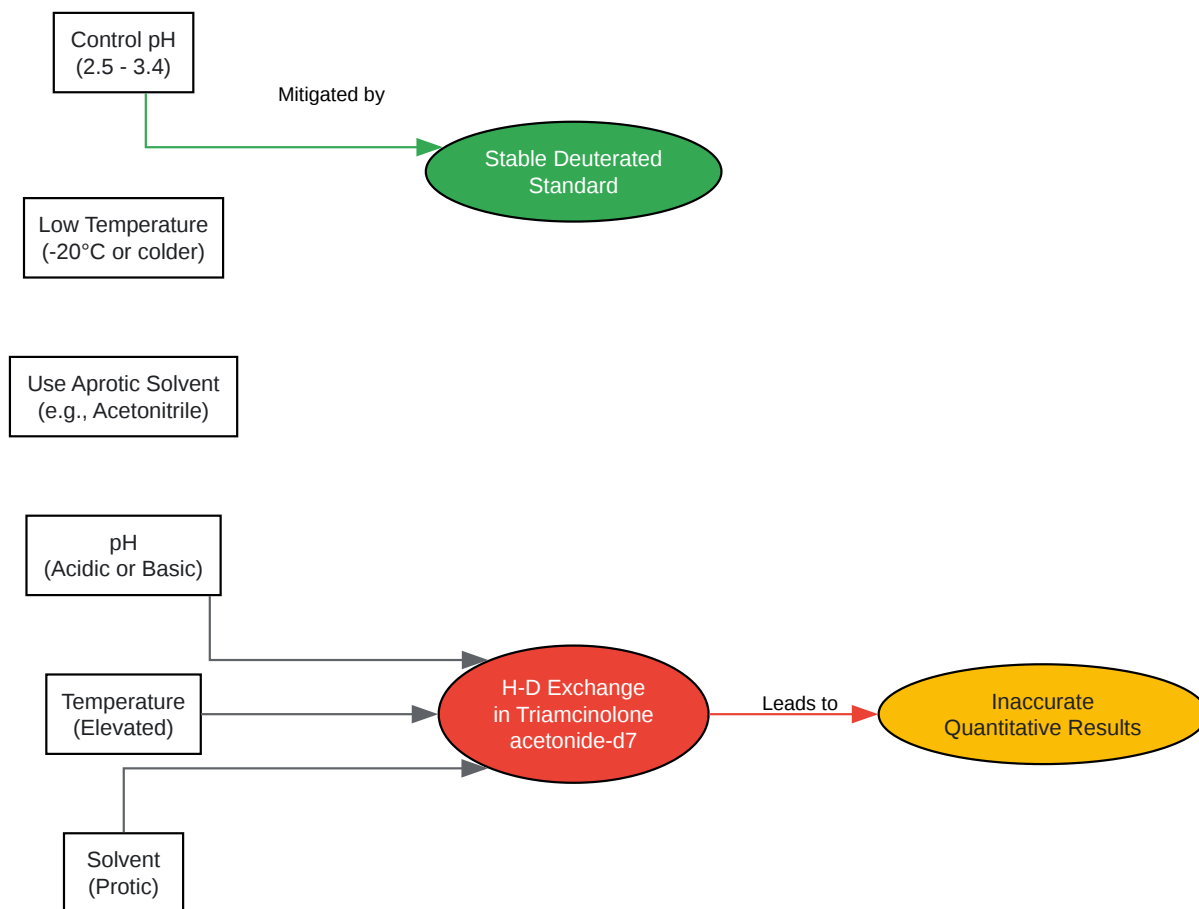 Control pH
(2.5 - 3.4)
Mitigated by
Stable Deuterated
Standard
Low Temperature
(-20°C or colder)
Use Aprotic Solvent
(e.g., Acetonitrile)
pH
(Acidic or Basic)
Temperature
(Elevated)
H-D Exchange
in Triamcinolone
acetonide-d7
Leads to
Inaccurate
Quantitative Results
Solvent
(Protic)